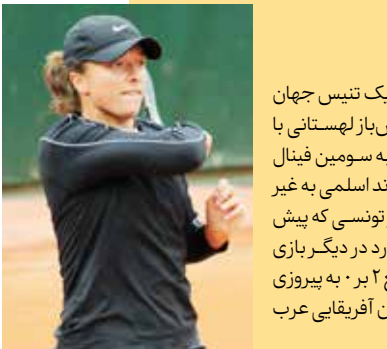 یک تنیس جهان
‌باز لهستانی با
به سومین فینال
ند اسلمی به غیر
تونسی که پیش
رد در دیگر بازی
۲ بر ۰ به پیروزی
ن آفریقایی عرب